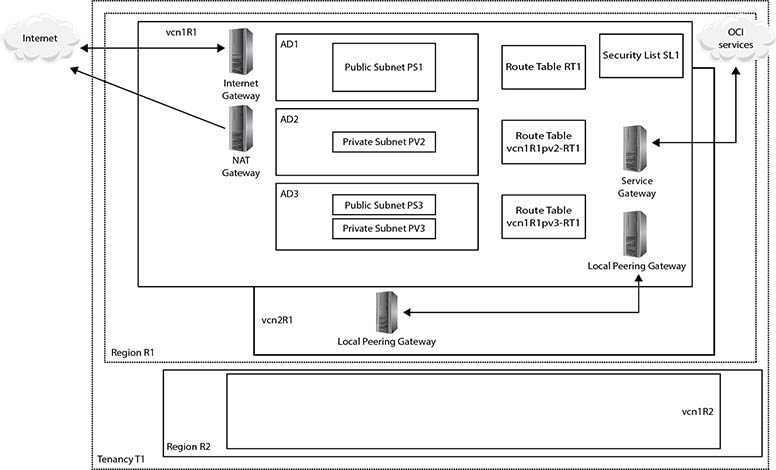 Internet
vcn1R1
Internet
Gateway
NAT
Gateway
AD1
Public Subnet PS1
Route Table RT1
Security List SL1
OCI
services
AD2
Private Subnet PV2
Route Table
vcn1R1pv2-RT1
Service
Gateway
AD3
Public Subnet PS3
Private Subnet PV3
Route Table
vcn1R1pv3-RT1
Local Peering Gateway
vcn2R1
Local Peering Gateway
Region R1
vcn1R2
Region R2
Tenancy T1